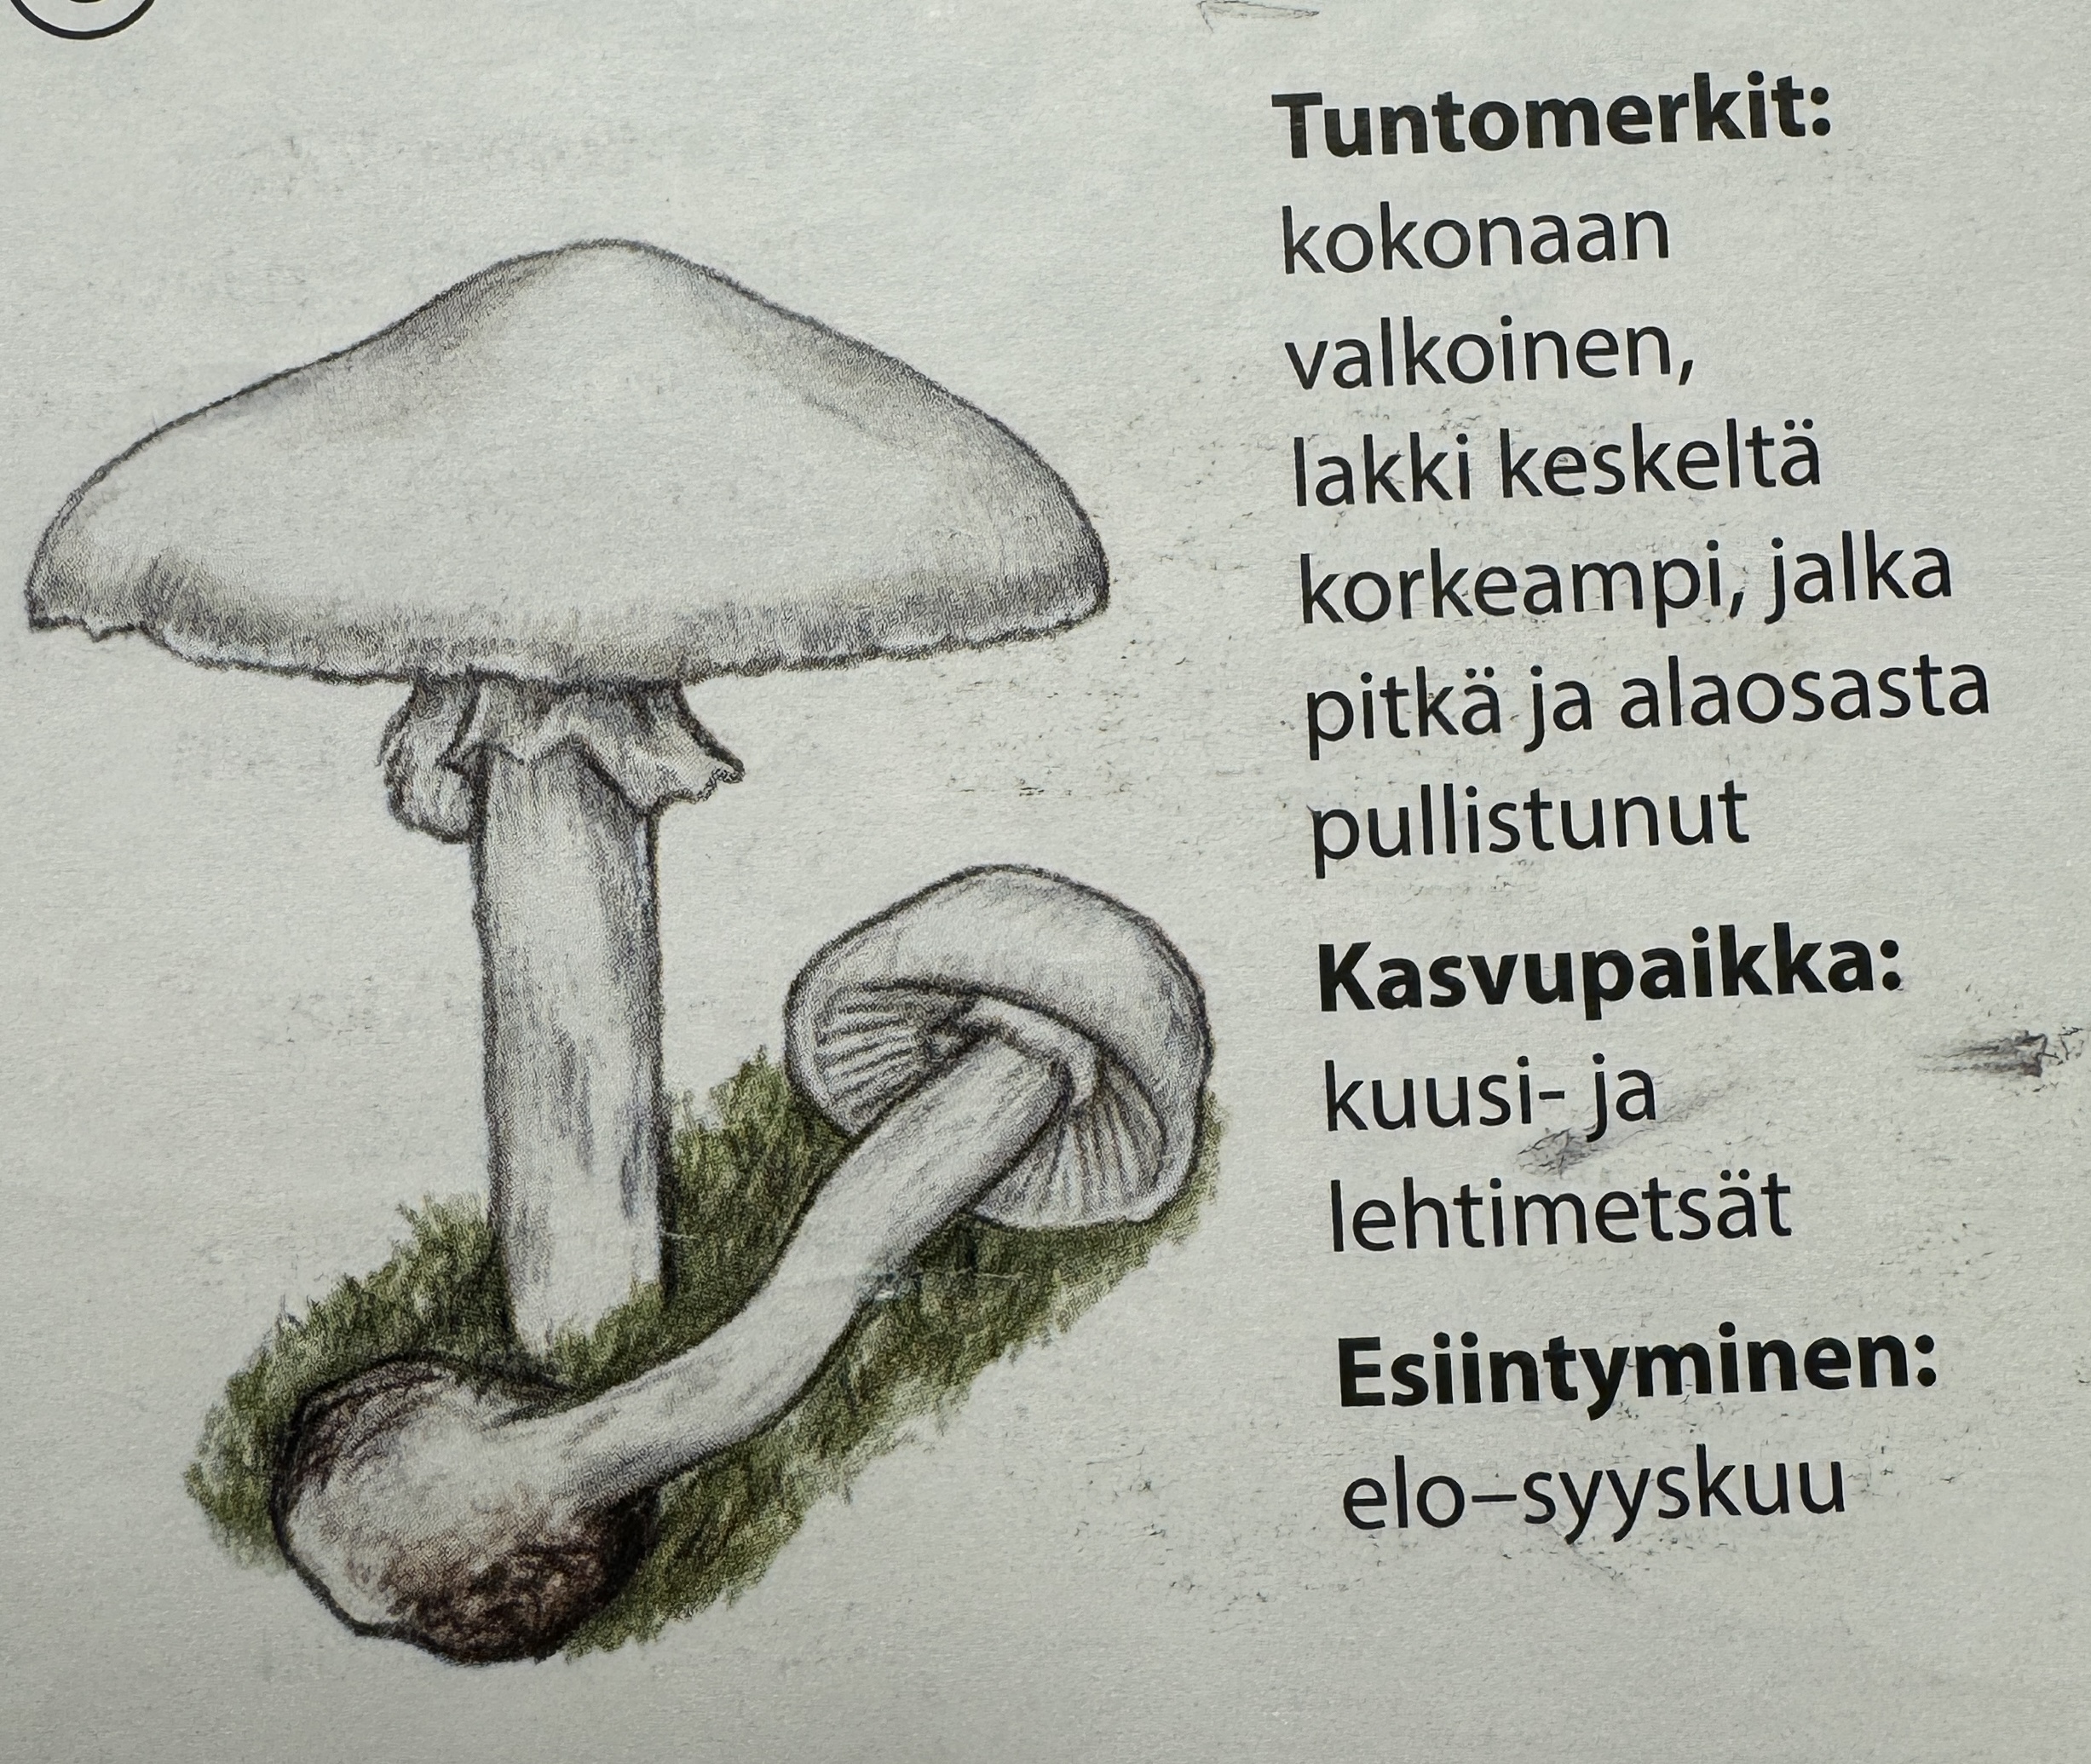 Tuntomerkit:
kokonaan
valkoinen,
lakki keskeltä
korkeampi, jalka
pitkä ja alaosasta
pullistunut
Kasvupaikka:
kuusi- ja
lehtimetsät
Esiintyminen:
elo–syyskuu